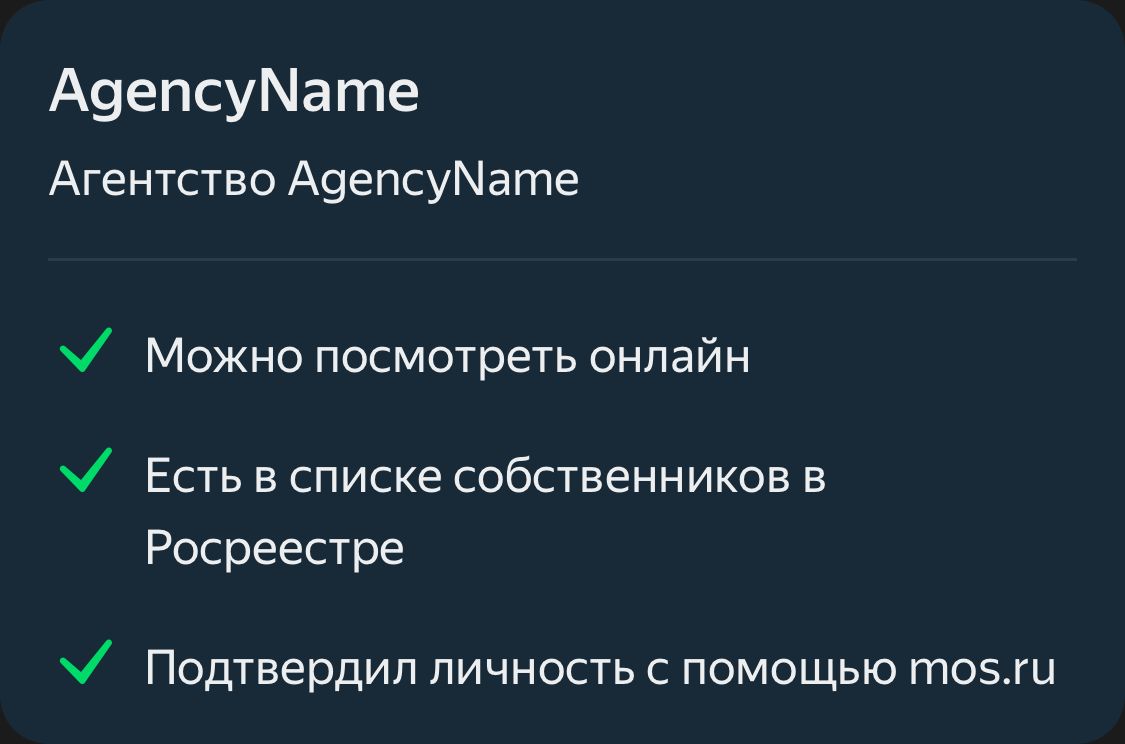 AgencyName
Агентство AgencyName
Можно посмотреть онлайн
Есть в списке собственников в
Росреестре
Подтвердил личность с помощью mos.ru